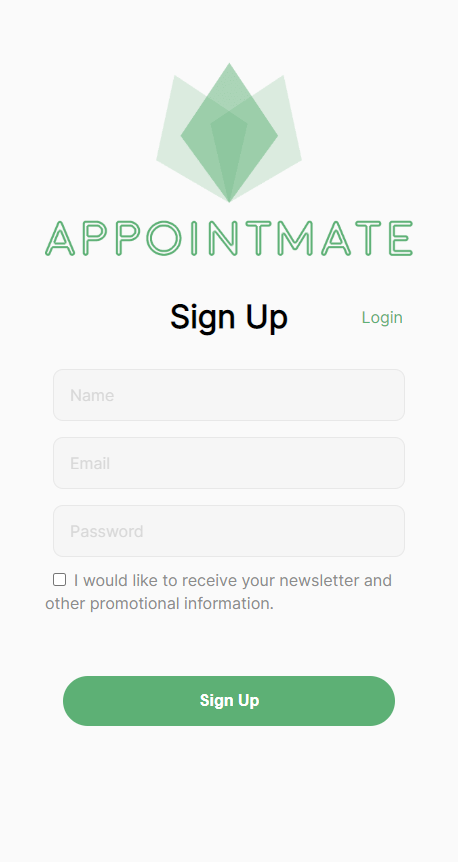 APPOINTMATE
Sign Up
Login
Name
Email
Password
I would like to receive your newsletter and
other promotional information.
Sign Up